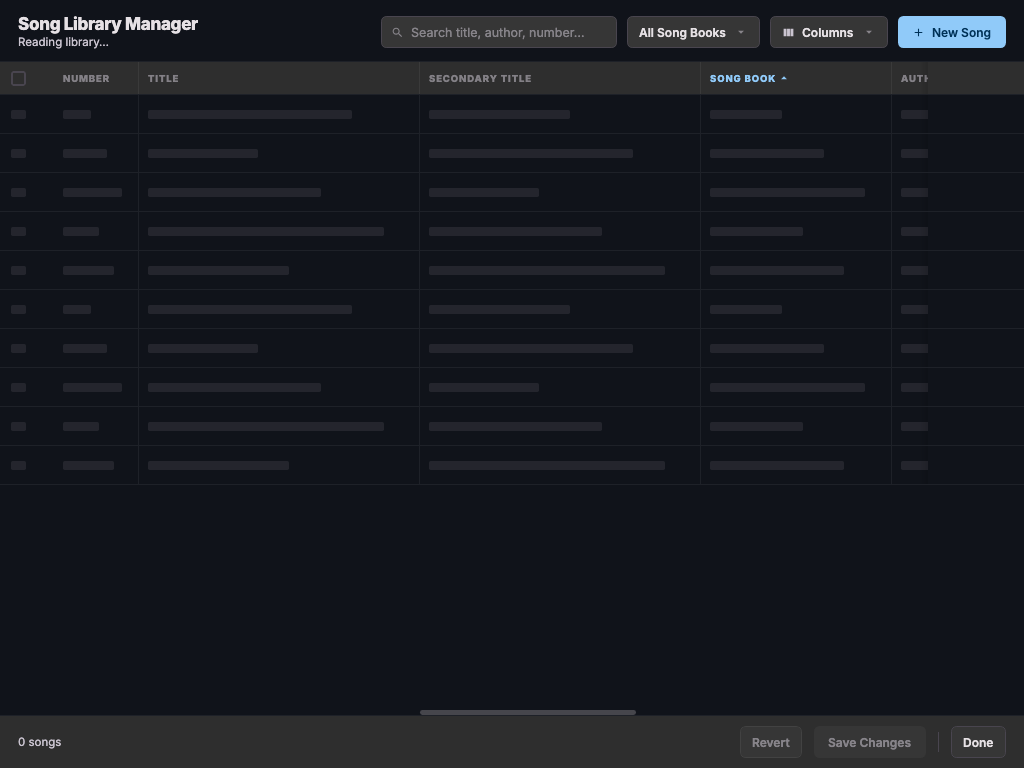 Song Library Manager
Reading library...
Search title, author, number...
All Song Books
Columns
+ New Song
NUMBER
TITLE
SECONDARY TITLE
SONG BOOK
AUTH
0 songs
Revert
Save Changes
Done